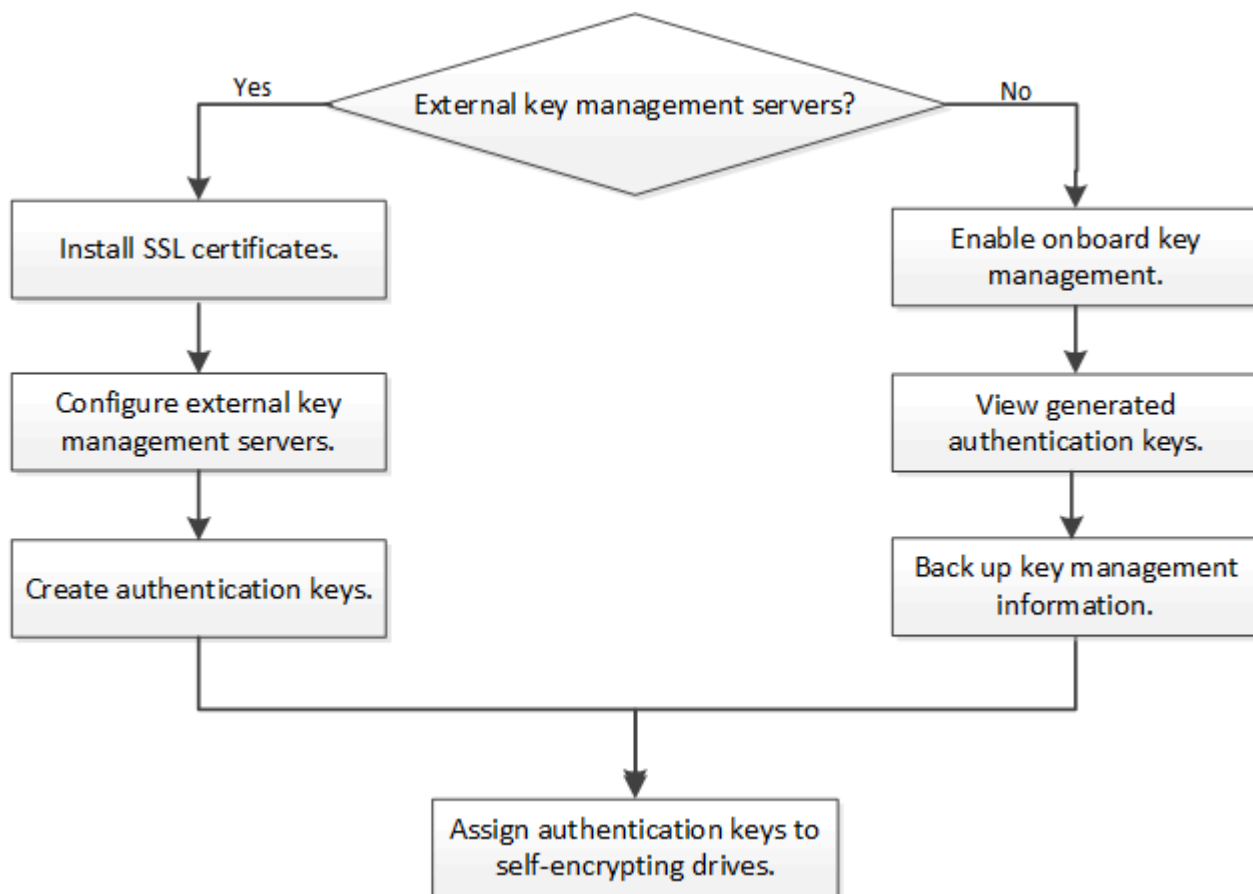 External key management servers?
Yes
No
Install SSL certificates.
Configure external key
management servers.
Create authentication keys.
Enable onboard key
management.
View generated
authentication keys.
Back up key management
information.
Assign authentication keys to
self-encrypting drives.